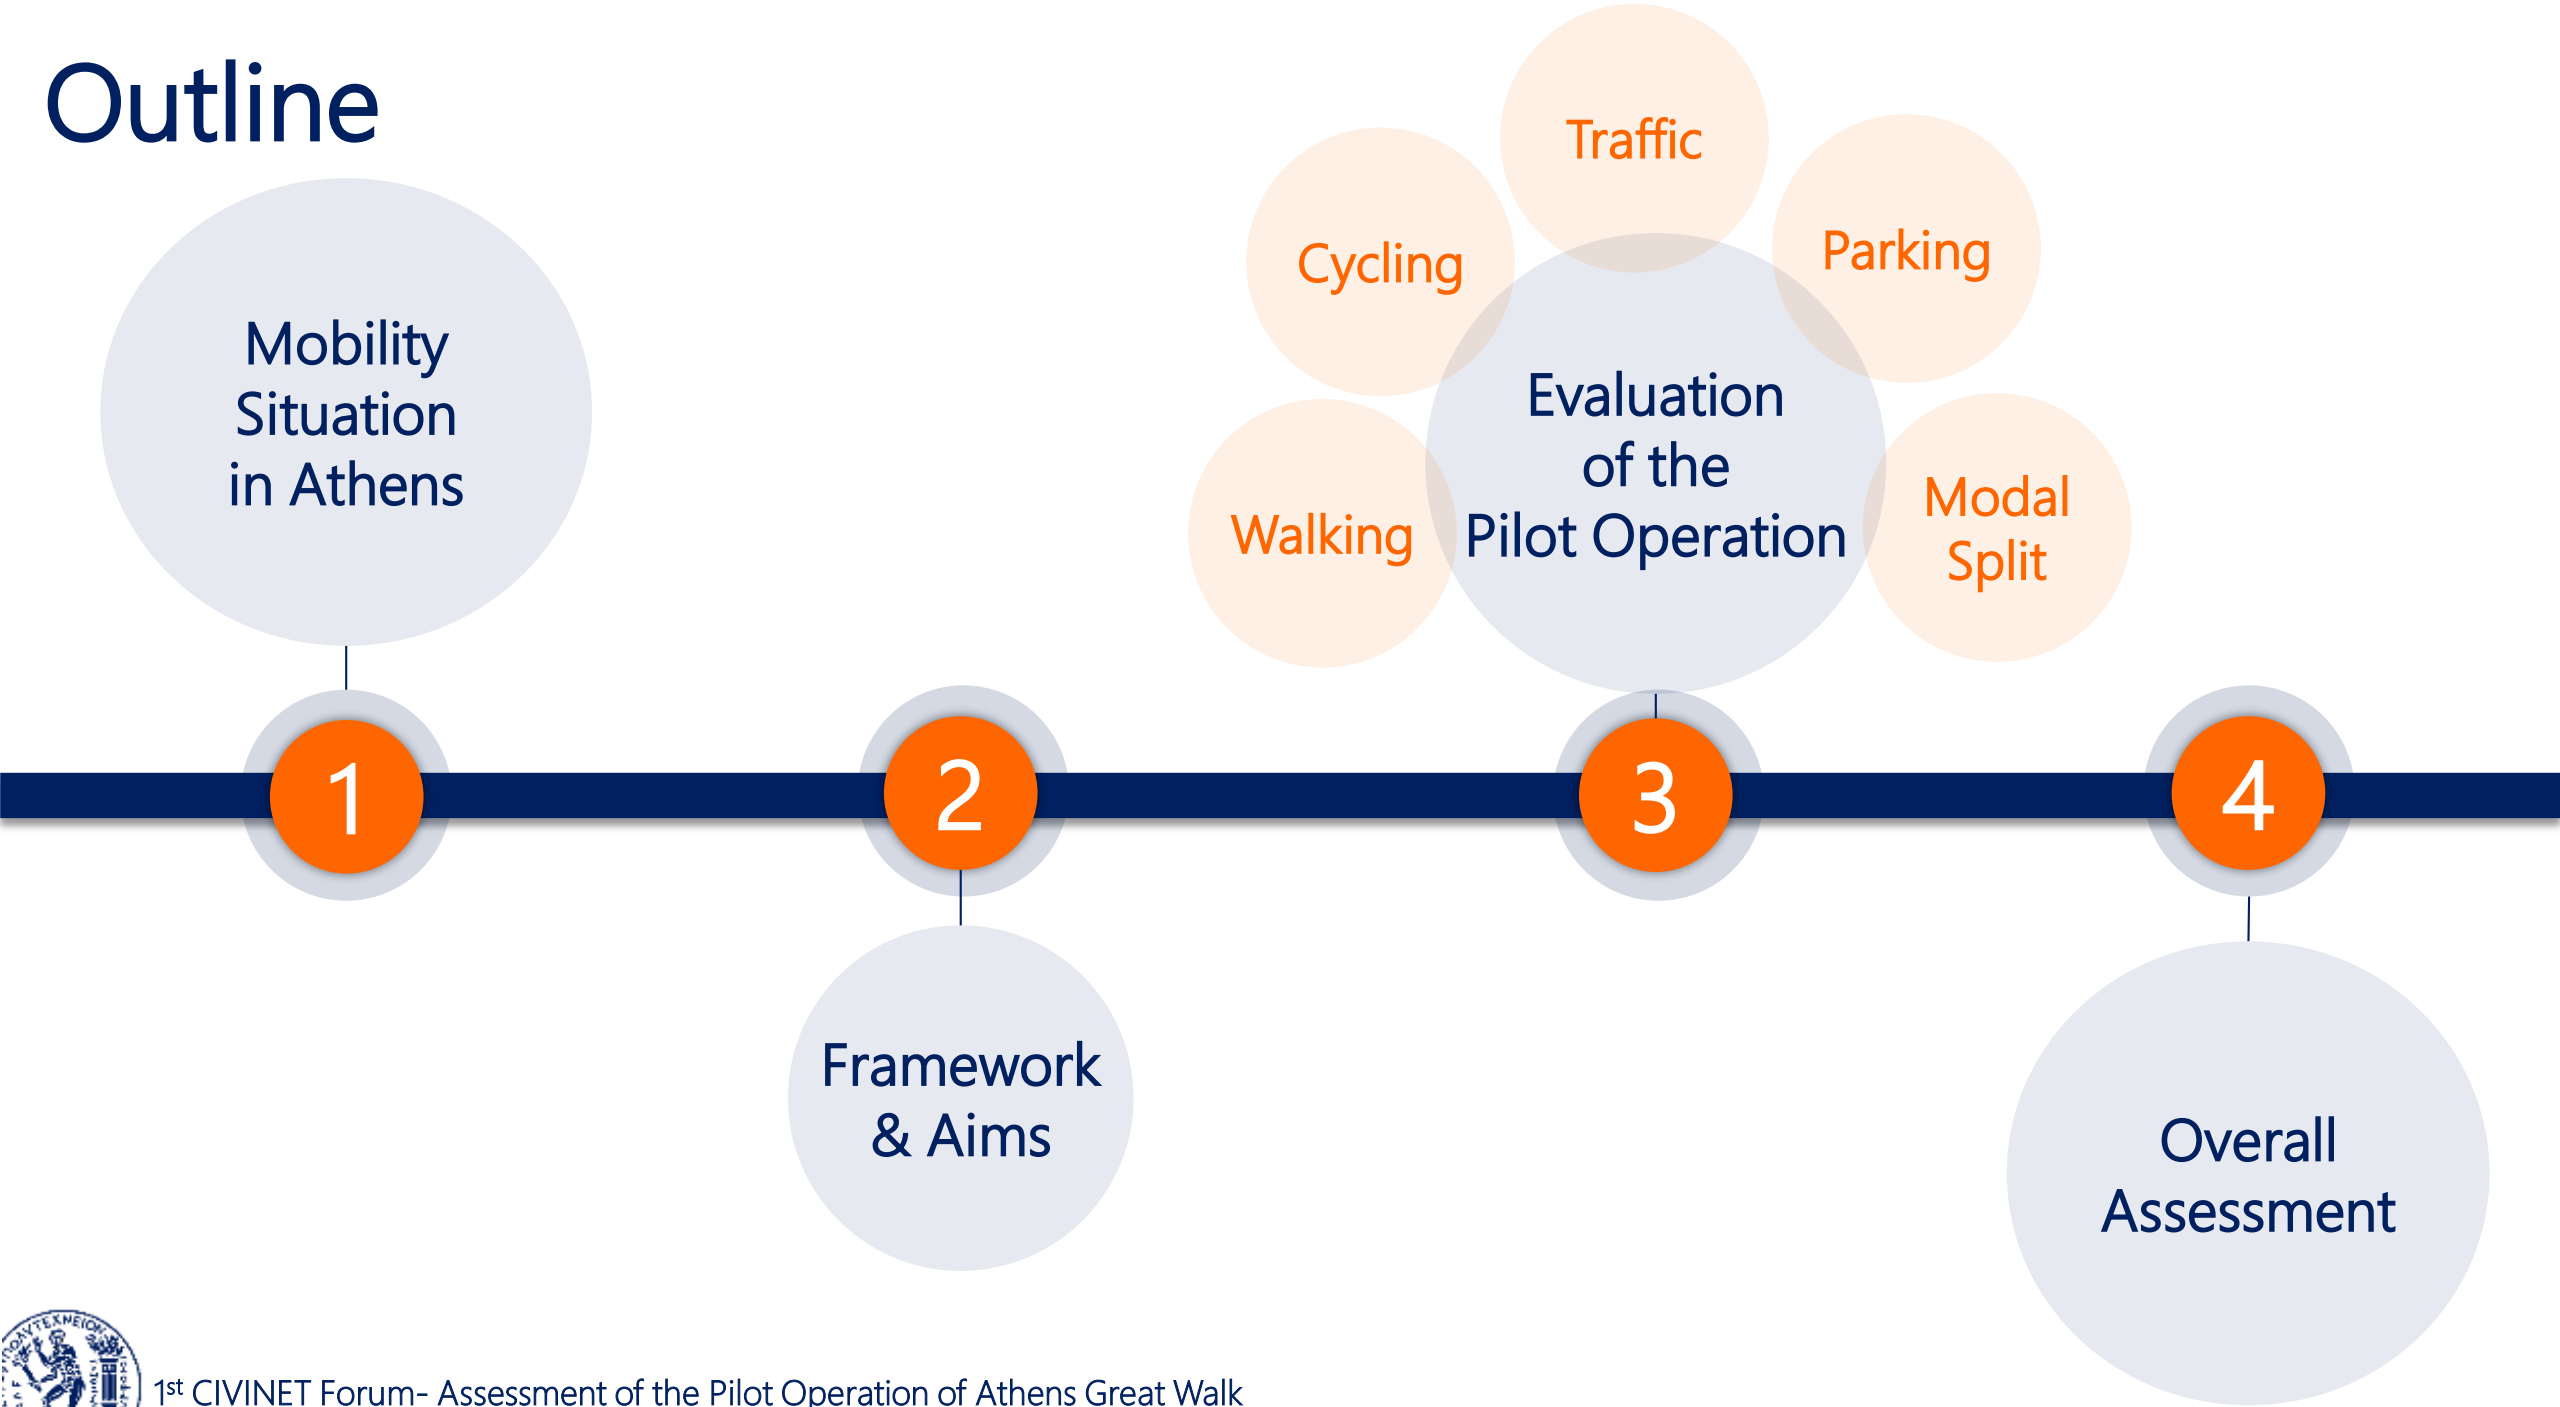 Outline
Mobility
Situation
in Athens
Walking
Cycling
Traffic
Parking
Modal
Split
Evaluation
of the
Pilot Operation
1
2
3
4
Framework
& Aims
Overall
Assessment
ΠΟΛΥΤΕΧΝΕΙΟΝ
1st CIVINET Forum- Assessment of the Pilot Operation of Athens Great Walk